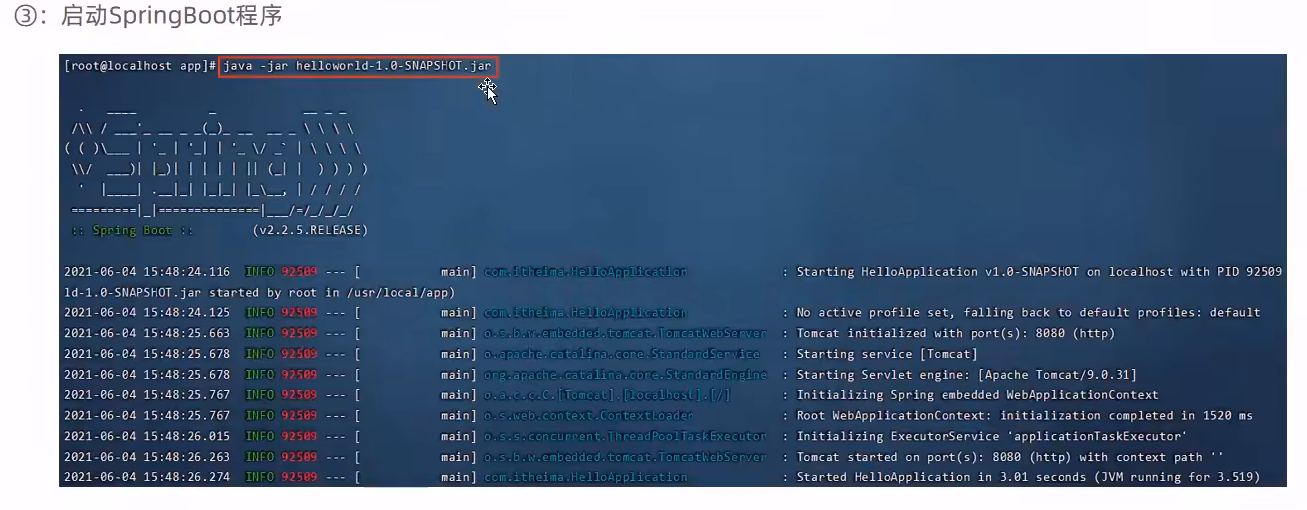 ③：启动SpringBoot程序
[root@localhost app]# java -jar helloworld-1.0-SNAPSHOT.jar
  .   ____          _            __ _ _
 /\\ / ___'_ __ _ _(_)_ __  __ _ \ \ \ \
( ( )\___ | '_ | '_| | '_ \/ _` | \ \ \ \
 \\/  ___)| |_)| | | | | || (_| |  ) ) ) )
  '  |____| .__|_| |_|_| |_\__, | / / / /
 =========|_|==============|___/=/_/_/_/
 :: Spring Boot ::        (v2.2.5.RELEASE)
2021-06-04 15:48:24.116  INFO 92509 --- [           main] com.itheima.HelloApplication             : Starting HelloApplication v1.0-SNAPSHOT on localhost with PID 92509
ld-1.0-SNAPSHOT.jar started by root in /usr/local/app)
2021-06-04 15:48:24.125  INFO 92509 --- [           main] com.itheima.HelloApplication             : No active profile set, falling back to default profiles: default
2021-06-04 15:48:25.663  INFO 92509 --- [           main] o.s.b.w.embedded.tomcat.TomcatWebServer  : Tomcat initialized with port(s): 8080 (http)
2021-06-04 15:48:25.678  INFO 92509 --- [           main] o.apache.catalina.core.StandardService   : Starting service [Tomcat]
2021-06-04 15:48:25.678  INFO 92509 --- [           main] org.apache.catalina.core.StandardEngine  : Starting Servlet engine: [Apache Tomcat/9.0.31]
2021-06-04 15:48:25.767  INFO 92509 --- [           main] o.a.c.c.C.[Tomcat].[localhost].[/]       : Initializing Spring embedded WebApplicationContext
2021-06-04 15:48:25.767  INFO 92509 --- [           main] o.s.web.context.ContextLoader            : Root WebApplicationContext: initialization completed in 1520 ms
2021-06-04 15:48:26.015  INFO 92509 --- [           main] o.s.s.concurrent.ThreadPoolTaskExecutor  : Initializing ExecutorService 'applicationTaskExecutor'
2021-06-04 15:48:26.263  INFO 92509 --- [           main] o.s.b.w.embedded.tomcat.TomcatWebServer  : Tomcat started on port(s): 8080 (http) with context path ''
2021-06-04 15:48:26.274  INFO 92509 --- [           main] com.itheima.HelloApplication             : Started HelloApplication in 3.01 seconds (JVM running for 3.519)